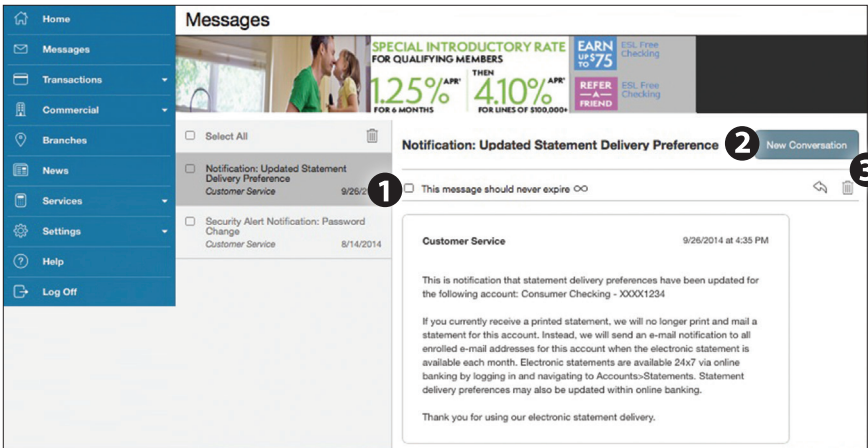 Home
Messages
Transactions
Commercial
Branches
News
Services
Settings
Help
Log Off
Messages
SPECIAL INTRODUCTORY RATE
FOR QUALIFYING MEMBERS
1.25% APR*
FOR 6 MONTHS
THEN
4.10% APR*
FOR LINES OF $100,000+
EARN
UP TO $75
ESL Free
Checking
REFER
—A—
FRIEND
ESL Free
Checking
Select All
Notification: Updated Statement
Delivery Preference
Customer Service 9/26/2
Security Alert Notification: Password
Change
Customer Service 8/14/2014
Notification: Updated Statement Delivery Preference
2
New Conversation
3
1
This message should never expire ∞
Customer Service 9/26/2014 at 4:35 PM
This is notification that statement delivery preferences have been updated for
the following account: Consumer Checking - XXXX1234
If you currently receive a printed statement, we will no longer print and mail a
statement for this account. Instead, we will send an e-mail notification to all
enrolled e-mail addresses for this account when the electronic statement is
available each month. Electronic statements are available 24x7 via online
banking by logging in and navigating to Accounts>Statements. Statement
delivery preferences may also be updated within online banking.
Thank you for using our electronic statement delivery.